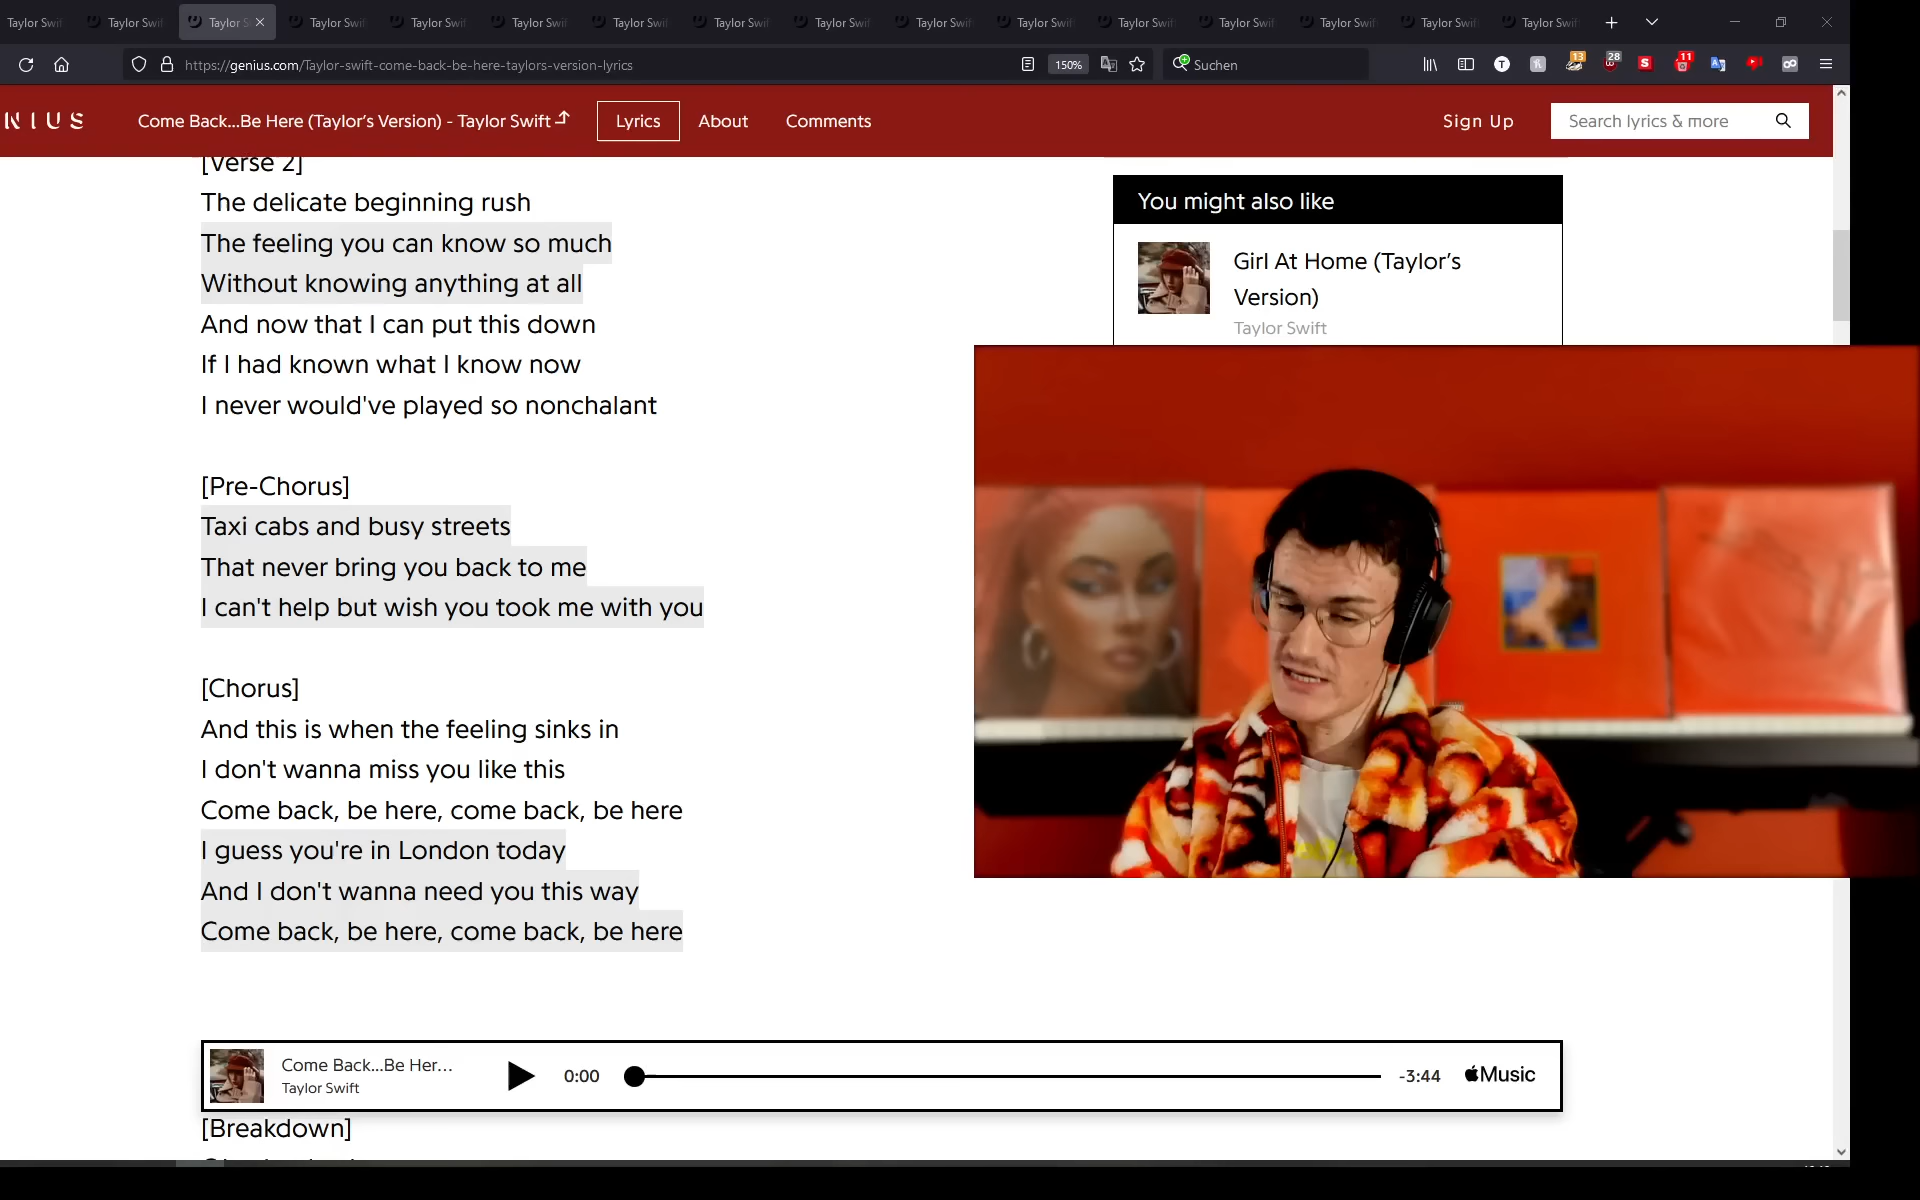 Taylor Swif
Taylor Swif
Taylor S
Taylor Swif
Taylor Swif
Taylor Swif
Taylor Swif
Taylor Swif
Taylor Swif
Taylor Swif
Taylor Swif
Taylor Swif
Taylor Swif
Taylor Swif
Taylor Swif
Taylor Swif
https://genius.com/Taylor-swift-come-back-be-here-taylors-version-lyrics
150%
Suchen
13
28
11
NIUS
Come Back...Be Here (Taylor’s Version) - Taylor Swift
Lyrics
About
Comments
Sign Up
Search lyrics & more
[Verse 2]
The delicate beginning rush
The feeling you can know so much
Without knowing anything at all
And now that I can put this down
If I had known what I know now
I never would've played so nonchalant
[Pre-Chorus]
Taxi cabs and busy streets
That never bring you back to me
I can't help but wish you took me with you
[Chorus]
And this is when the feeling sinks in
I don't wanna miss you like this
Come back, be here, come back, be here
I guess you're in London today
And I don't wanna need you this way
Come back, be here, come back, be here
You might also like
Girl At Home (Taylor’s
Version)
Taylor Swift
Come Back...Be Her...
Taylor Swift
0:00
-3:44
Music
[Breakdown]